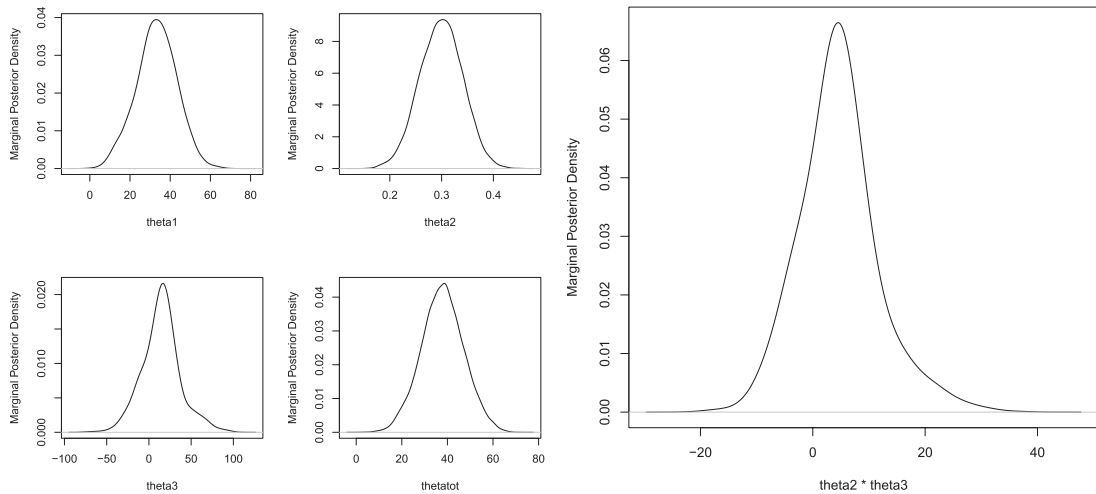 Marginal Posterior Density
0.00 0.01 0.02 0.03 0.04
0 20 40 60 80
theta1
Marginal Posterior Density
0 2 4 6 8
0.2 0.3 0.4
theta2
Marginal Posterior Density
0.000 0.010 0.020
−100 −50 0 50 100
theta3
Marginal Posterior Density
0.00 0.01 0.02 0.03 0.04
0 20 40 60 80
thetatot
Marginal Posterior Density
0.00 0.01 0.02 0.03 0.04 0.05 0.06
−20 0 20 40
theta2 * theta3